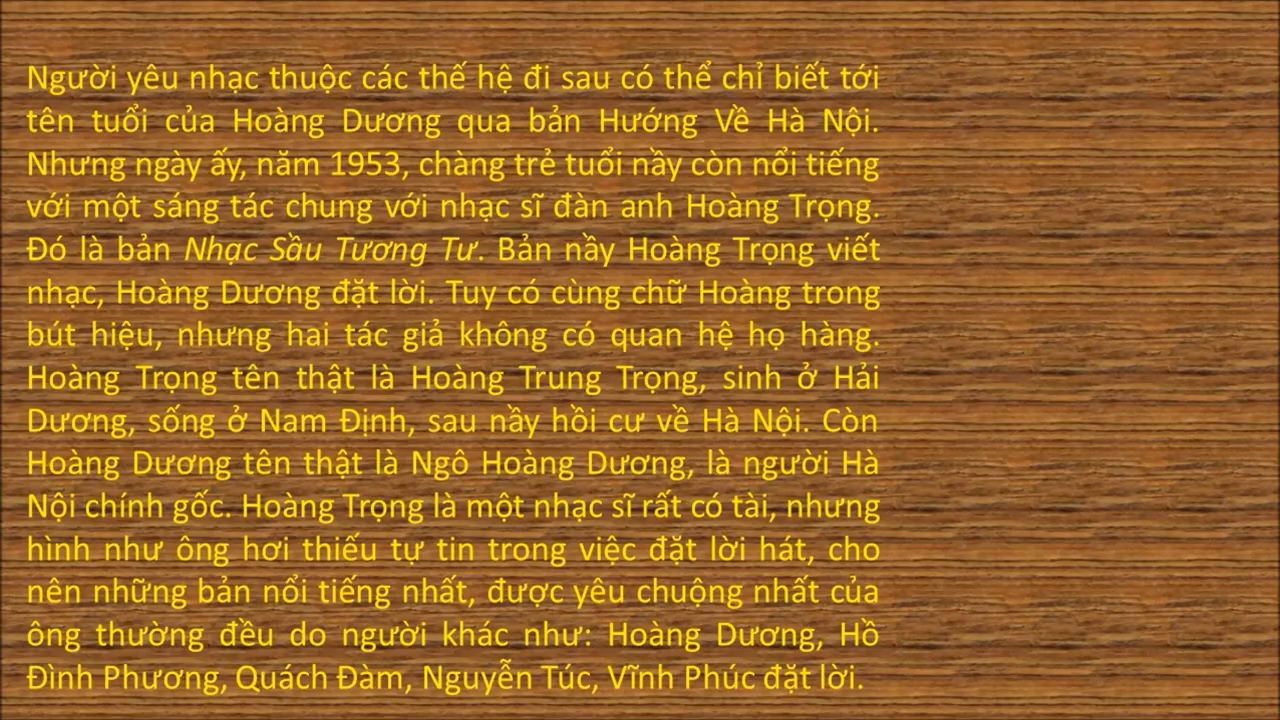 Người yêu nhạc thuộc các thế hệ đi sau có thể chỉ biết tới
tên tuổi của Hoàng Dương qua bản Hướng Về Hà Nội.
Nhưng ngày ấy, năm 1953, chàng trẻ tuổi nầy còn nổi tiếng
với một sáng tác chung với nhạc sĩ đàn anh Hoàng Trọng.
Đó là bản Nhạc Sầu Tương Tư. Bản nầy Hoàng Trọng viết
nhạc, Hoàng Dương đặt lời. Tuy có cùng chữ Hoàng trong
bút hiệu, nhưng hai tác giả không có quan hệ họ hàng.
Hoàng Trọng tên thật là Hoàng Trung Trọng, sinh ở Hải
Dương, sống ở Nam Định, sau nầy hồi cư về Hà Nội. Còn
Hoàng Dương tên thật là Ngô Hoàng Dương, là người Hà
Nội chính gốc. Hoàng Trọng là một nhạc sĩ rất có tài, nhưng
hình như ông hơi thiếu tự tin trong việc đặt lời hát, cho
nên những bản nổi tiếng nhất, được yêu chuộng nhất của
ông thường đều do người khác như: Hoàng Dương, Hồ
Đình Phương, Quách Đàm, Nguyễn Túc, Vĩnh Phúc đặt lời.